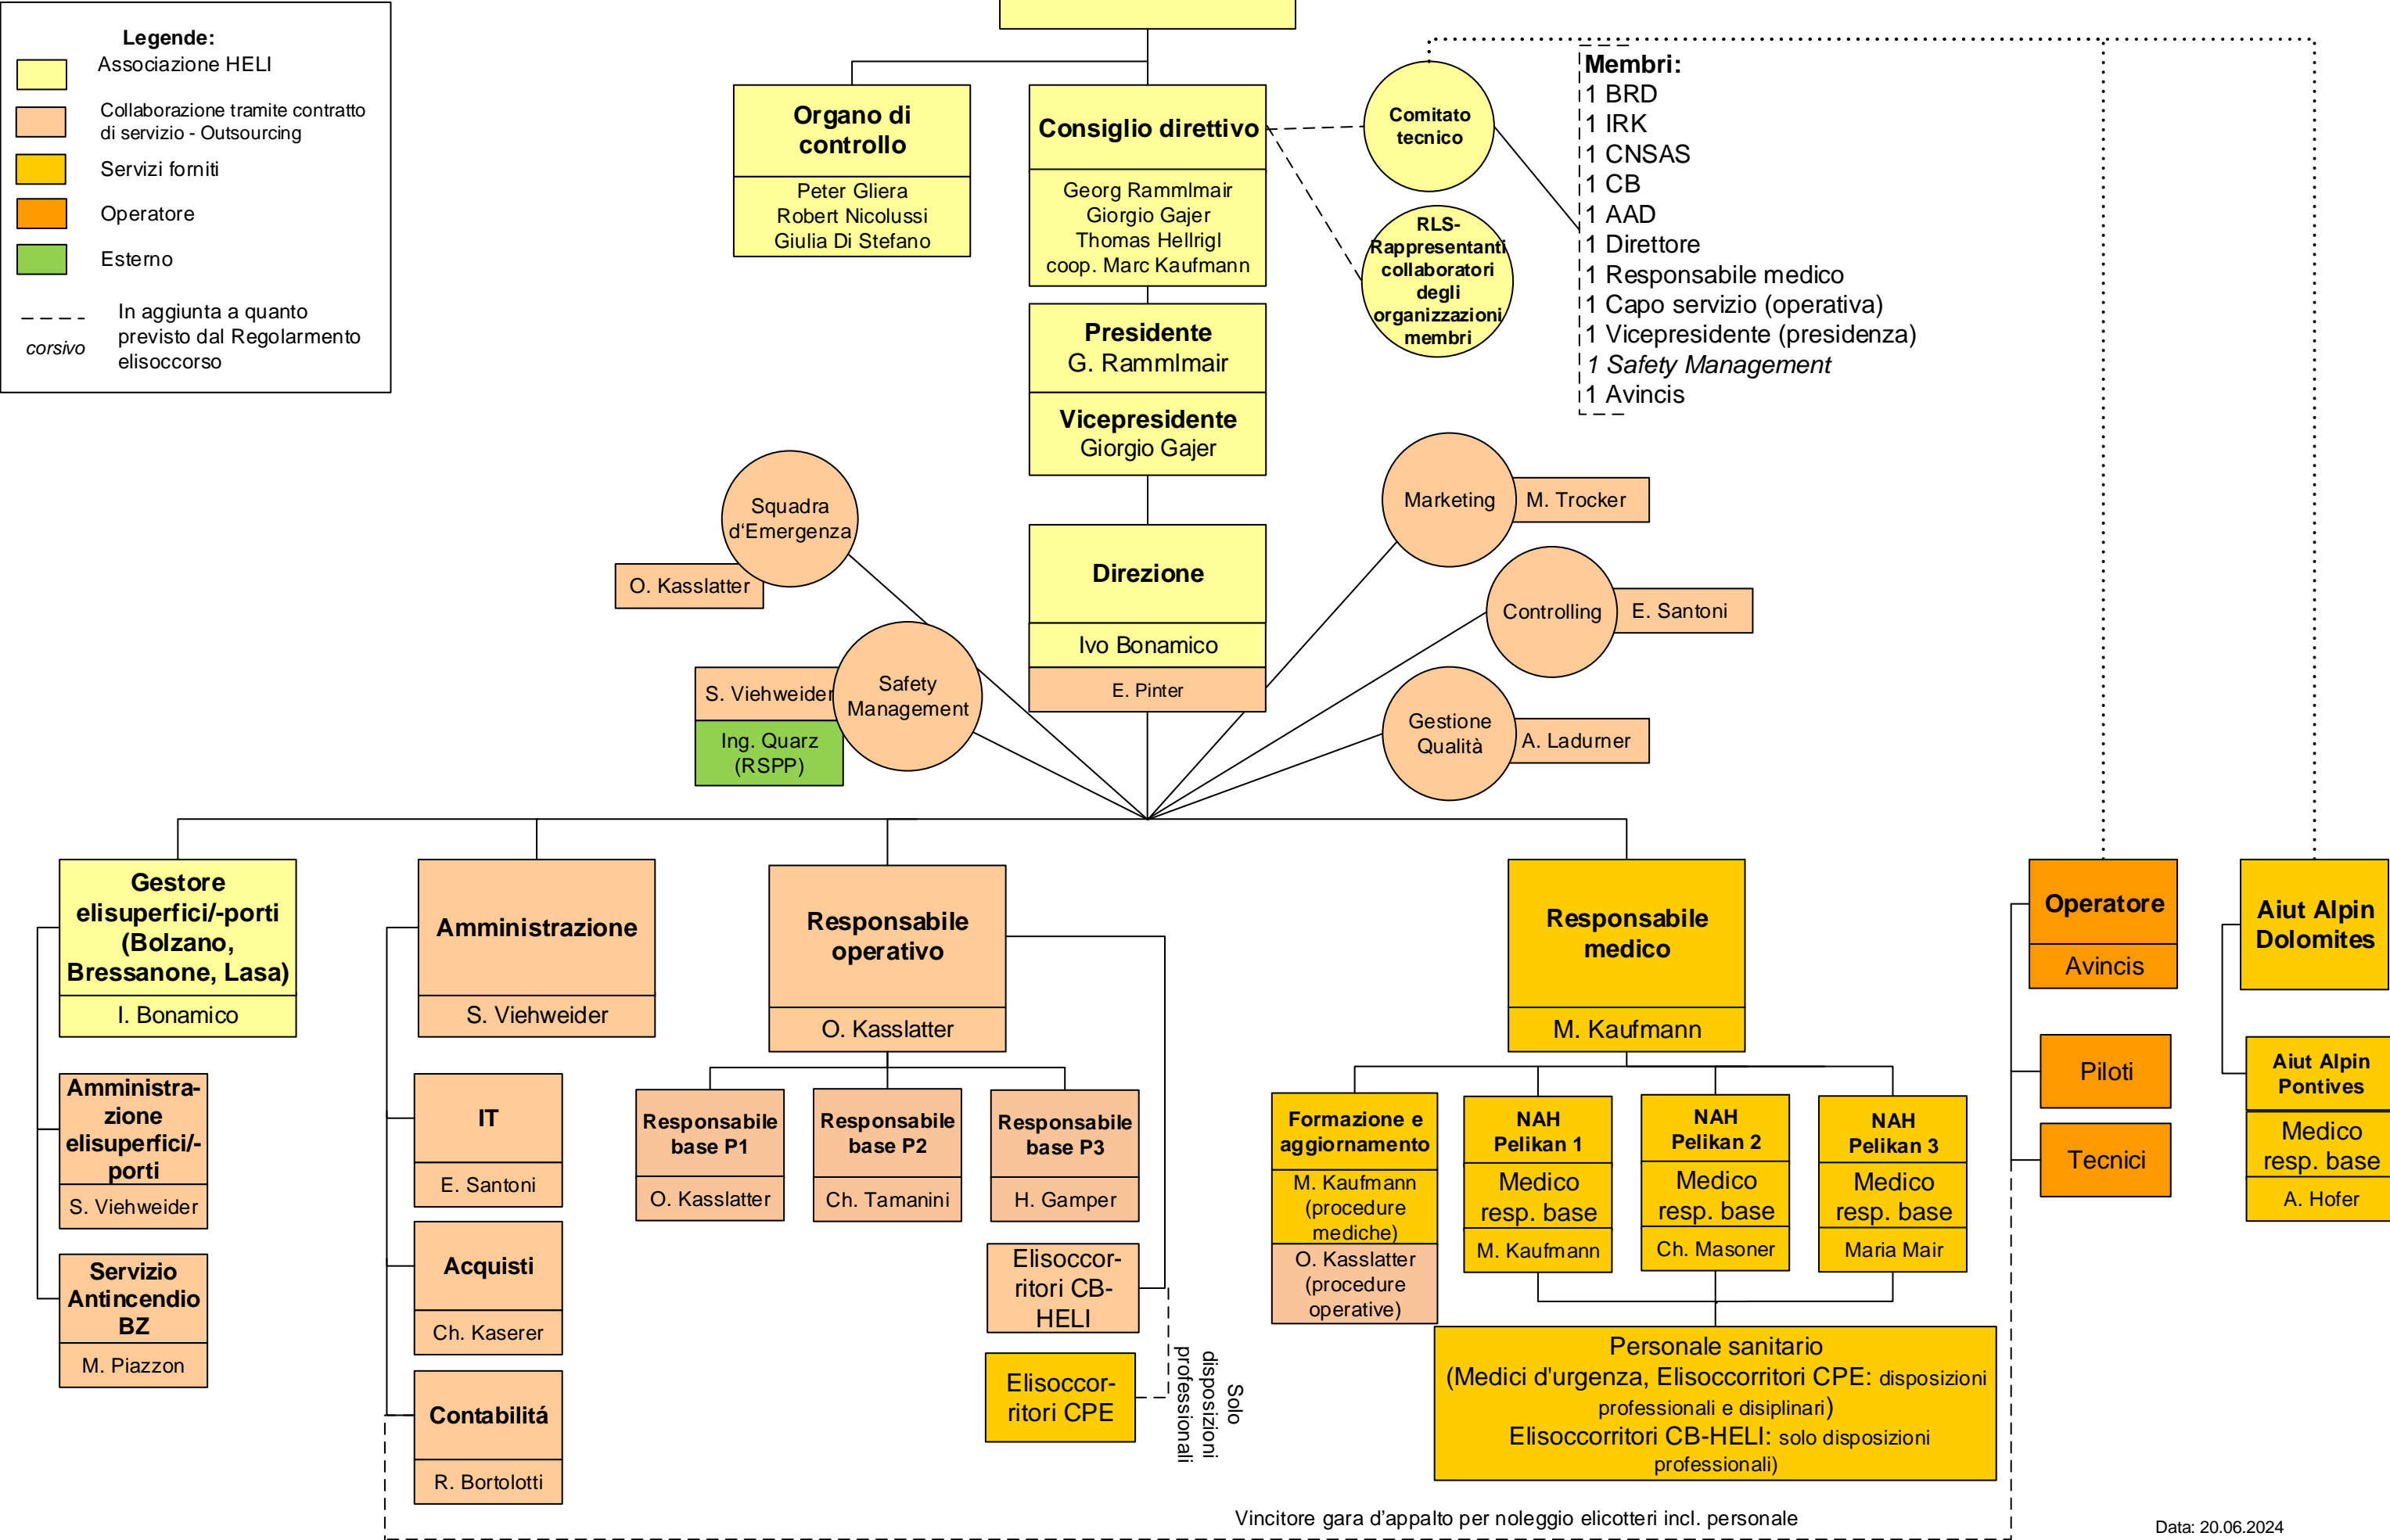 Legende:
Associazione HELI
Collaborazione tramite contratto
di servizio - Outsourcing
Servizi forniti
Operatore
Esterno
In aggiunta a quanto
previsto dal Regolarmento
elisoccorso
corsivo
Organo di
controllo
Peter Gliera
Robert Nicolussi
Giulia Di Stefano
Consiglio direttivo
Georg Rammlmair
Giorgio Gajer
Thomas Hellrigl
coop. Marc Kaufmann
Comitato
tecnico
RLS-
Rappresentanti
collaboratori
degli
organizzazioni
membri
Membri:
1 BRD
1 IRK
1 CNSAS
1 CB
1 AAD
1 Direttore
1 Responsabile medico
1 Capo servizio (operativa)
1 Vicepresidente (presidenza)
1 Safety Management
1 Avincis
Presidente
G. Rammlmair
Vicepresidente
Giorgio Gajer
Squadra
d‘Emergenza
O. Kasslatter
Safety
Management
S. Viehweider
Ing. Quarz
(RSPP)
Direzione
Ivo Bonamico
E. Pinter
Marketing
M. Trocker
Controlling
E. Santoni
Gestione
Qualità
A. Ladurner
Gestore
elisuperfici/-porti
(Bolzano,
Bressanone, Lasa)
I. Bonamico
Amministra-
zione
elisuperfici/-
porti
S. Viehweider
Servizio
Antincendio
BZ
M. Piazzon
Amministrazione
S. Viehweider
IT
E. Santoni
Acquisti
Ch. Kaserer
Contabilitá
R. Bortolotti
Responsabile
operativo
O. Kasslatter
Responsabile
base P1
O. Kasslatter
Responsabile
base P2
Ch. Tamanini
Responsabile
base P3
H. Gamper
Elisoccor-
ritori CB-
HELI
Elisoccor-
ritori CPE
Solo
disposizioni
professionali
Responsabile
medico
M. Kaufmann
Formazione e
aggiornamento
M. Kaufmann
(procedure
mediche)
O. Kasslatter
(procedure
operative)
NAH
Pelikan 1
Medico
resp. base
M. Kaufmann
NAH
Pelikan 2
Medico
resp. base
Ch. Masoner
NAH
Pelikan 3
Medico
resp. base
Maria Mair
Personale sanitario
(Medici d'urgenza, Elisoccorritori CPE: disposizioni
professionali e disiplinari)
Elisoccorritori CB-HELI: solo disposizioni
professionali)
Operatore
Avincis
Piloti
Tecnici
Aiut Alpin
Dolomites
Aiut Alpin
Pontives
Medico
resp. base
A. Hofer
Vincitore gara d’appalto per noleggio elicotteri incl. personale
Data: 20.06.2024